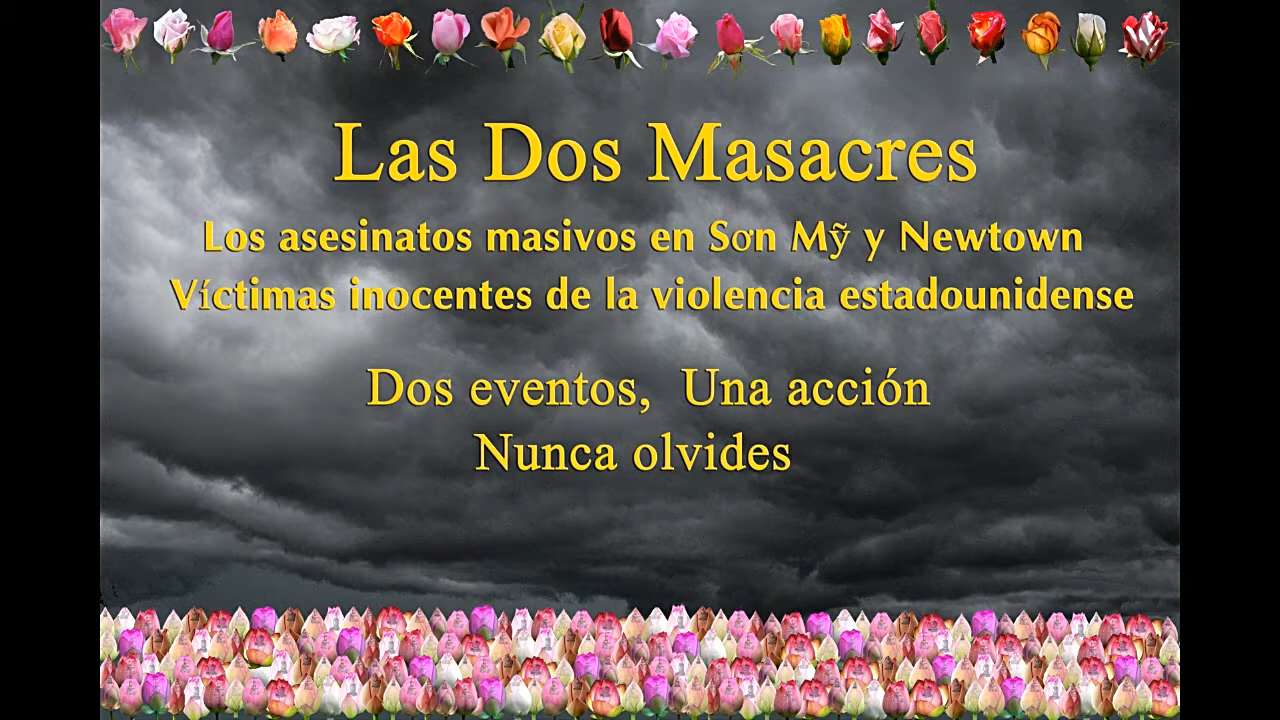 Las Dos Masacres
Los asesinatos masivos en Sơn Mỹ y Newtown
Víctimas inocentes de la violencia estadounidense
Dos eventos, Una acción
Nunca olvides